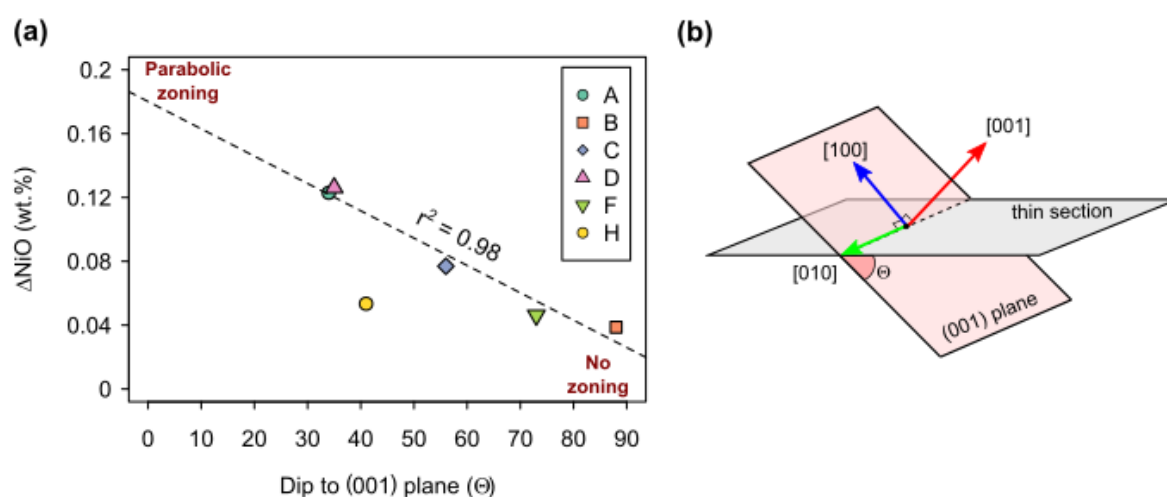 (a)
ΔNiO (wt.%)
0.2
0.16
0.12
0.08
0.04
0
Parabolic
zoning
r² = 0.98
A
B
C
D
F
H
No
zoning
0 10 20 30 40 50 60 70 80 90
Dip to (001) plane (Θ)
(b)
[001]
[100]
thin section
[010]
Θ
(001) plane